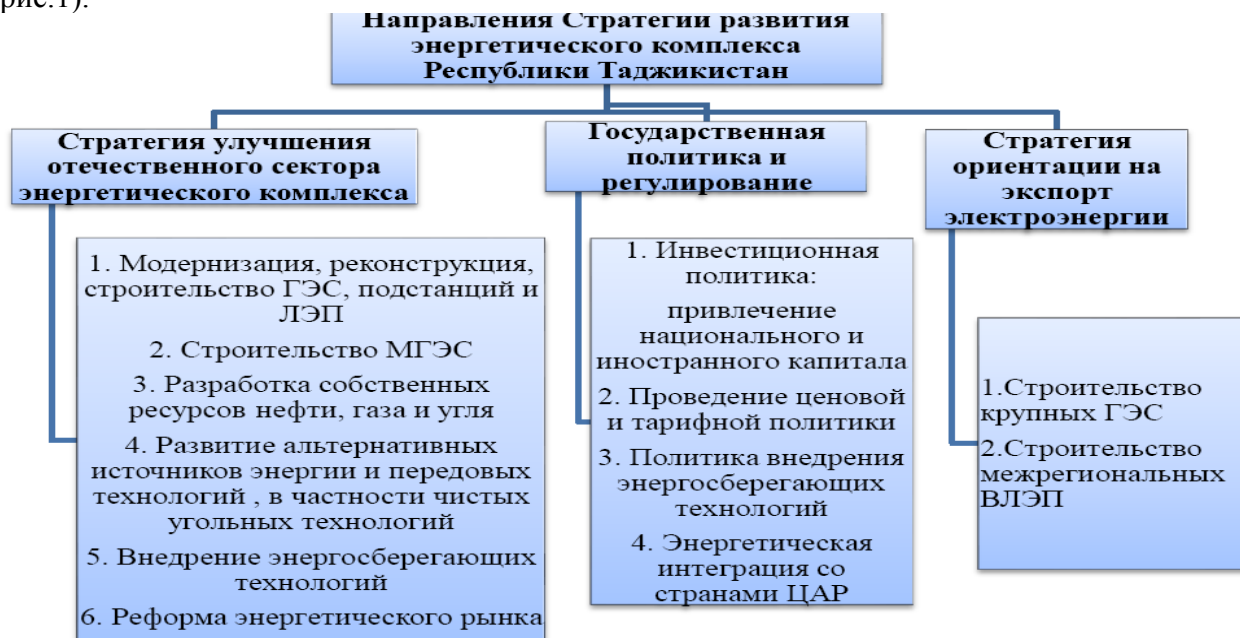 рис.1).
Направления Стратегии развития
энергетического комплекса
Республики Таджикистан
Стратегия улучшения
отечественного сектора
энергетического комплекса
1. Модернизация, реконструкция,
строительство ГЭС, подстанций и
ЛЭП
2. Строительство МГЭС
3. Разработка собственных
ресурсов нефти, газа и угля
4. Развитие альтернативных
источников энергии и передовых
технологий , в частности чистых
угольных технологий
5. Внедрение энергосберегающих
технологий
6. Реформа энергетического рынка
Государственная
политика и
регулирование
1. Инвестиционная
политика:
привлечение
национального и
иностранного капитала
2. Проведение ценовой
и тарифной политики
3. Политика внедрения
энергосберегающих
технологий
4. Энергетическая
интеграция со
странами ЦАР
Стратегия
ориентации на
экспорт
электроэнергии
1.Строительство
крупных ГЭС
2.Строительство
межрегиональных
ВЛЭП